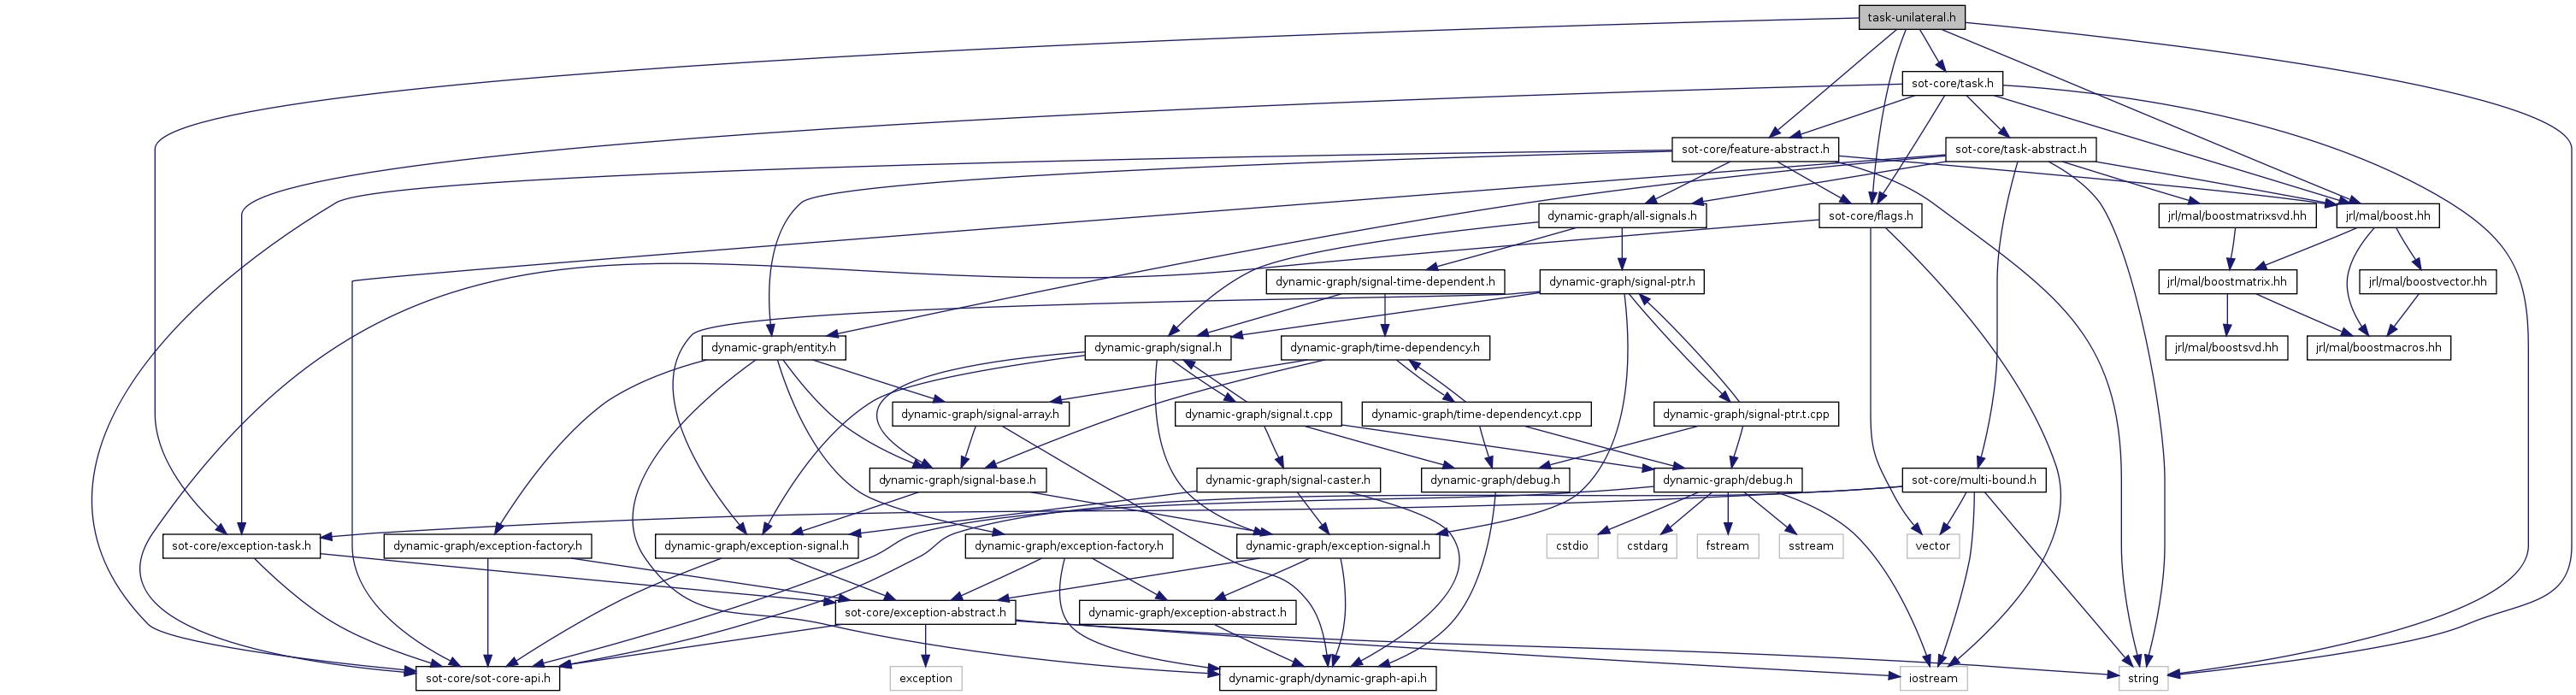 task-unilateral.h
sot-core/task.h
sot-core/feature-abstract.h
sot-core/task-abstract.h
dynamic-graph/all-signals.h
sot-core/flags.h
jrl/mal/boostmatrixsvd.hh
jrl/mal/boost.hh
dynamic-graph/signal-time-dependent.h
dynamic-graph/signal-ptr.h
jrl/mal/boostmatrix.hh
jrl/mal/boostvector.hh
dynamic-graph/entity.h
dynamic-graph/signal.h
dynamic-graph/time-dependency.h
jrl/mal/boostsvd.hh
jrl/mal/boostmacros.hh
dynamic-graph/signal-array.h
dynamic-graph/signal.t.cpp
dynamic-graph/time-dependency.t.cpp
dynamic-graph/signal-ptr.t.cpp
dynamic-graph/signal-base.h
dynamic-graph/signal-caster.h
dynamic-graph/debug.h
dynamic-graph/debug.h
sot-core/multi-bound.hh
sot-core/exception-task.h
dynamic-graph/exception-factory.h
dynamic-graph/exception-signal.h
dynamic-graph/exception-factory.h
dynamic-graph/exception-signal.h
cstdio
cstdarg
fstream
sstream
vector
sot-core/exception-abstract.h
dynamic-graph/exception-abstract.h
sot-core/sot-core-api.h
exception
dynamic-graph/dynamic-graph-api.h
iostream
string